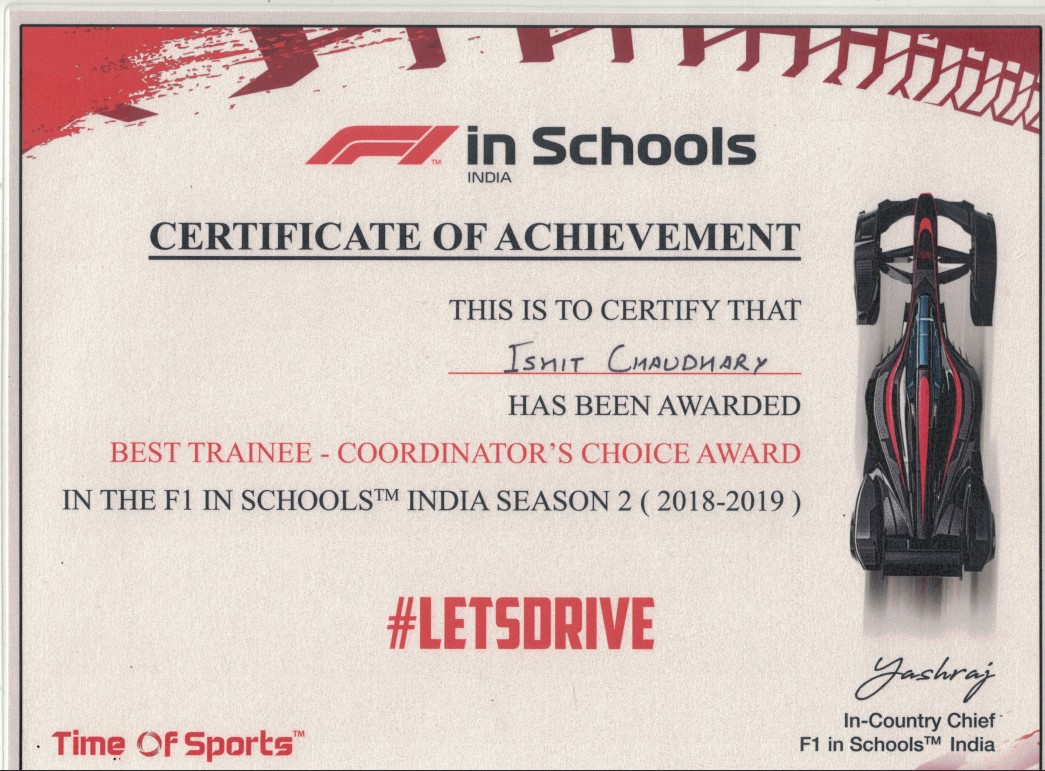 F1™ in Schools
INDIA
CERTIFICATE OF ACHIEVEMENT
THIS IS TO CERTIFY THAT
ISHIT CHAUDHARY
HAS BEEN AWARDED
BEST TRAINEE - COORDINATOR'S CHOICE AWARD
IN THE F1 IN SCHOOLS™ INDIA SEASON 2 ( 2018-2019 )
#LETSDRIVE
Yashraj
In-Country Chief
F1 in Schools™ India
Time Of Sports™